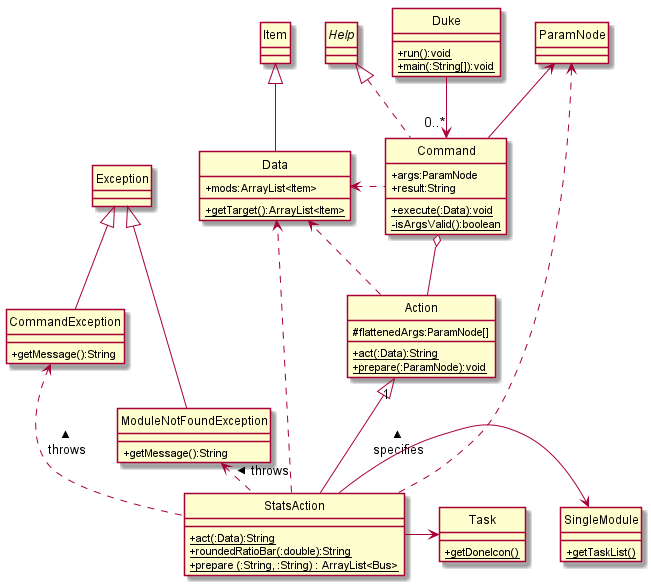 Item
Help
Duke
+run():void
+main(:String[]):void
ParamNode
0..*
Exception
Data
+mods:ArrayList<Item>
+getTarget():ArrayList<Item>
Command
+args:ParamNode
+result:String
+execute(:Data):void
-isArgsValid():boolean
CommandException
+getMessage():String
Action
#flattenedArgs:ParamNode[]
+act(:Data):String
+prepare(:ParamNode):void
1
ModuleNotFoundException
+getMessage():String
▲
throws
▲
specifies
◄ throws
StatsAction
+act(:Data):String
+roundedRatioBar(:double):String
+prepare (:String, :String) : ArrayList<Bus>
Task
+getDoneIcon()
SingleModule
+getTaskList()